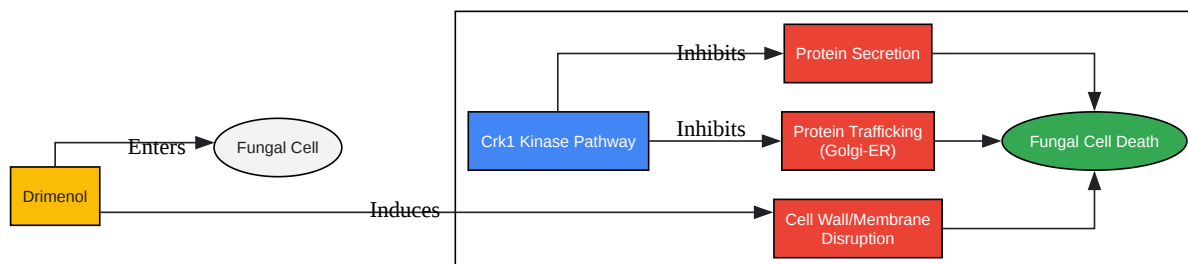 Inhibits
Protein Secretion
Crk1 Kinase Pathway
Inhibits
Protein Trafficking
(Golgi-ER)
Fungal Cell Death
Enters
Fungal Cell
Drimenol
Induces
Cell Wall/Membrane
Disruption